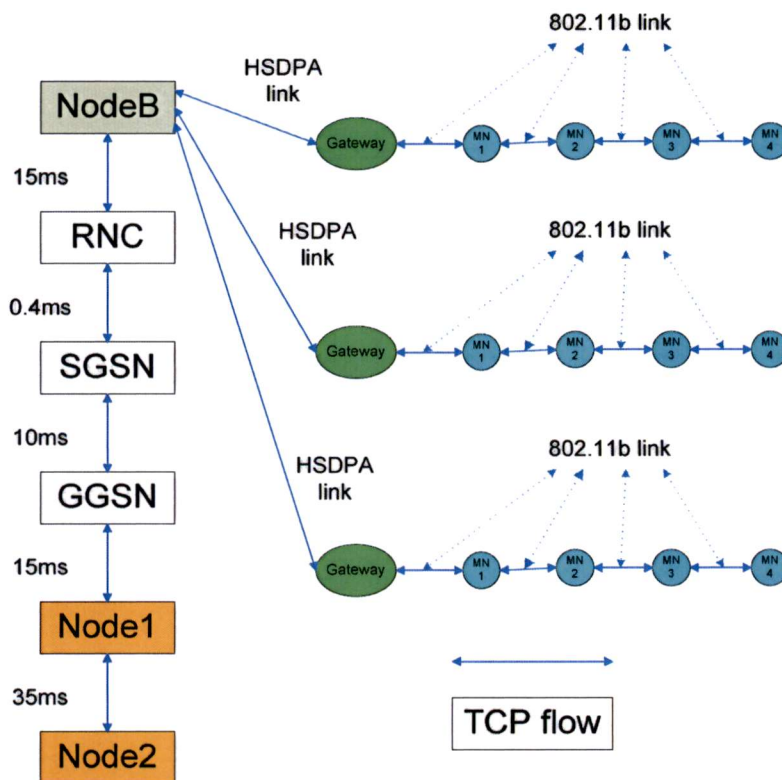 802.11b link
HSDPA
link
NodeB
Gateway
MN
1
MN
2
MN
3
MN
4
15ms
RNC
HSDPA
link
802.11b link
0.4ms
SGSN
Gateway
MN
1
MN
2
MN
3
MN
4
10ms
HSDPA
link
802.11b link
GGSN
15ms
Gateway
MN
1
MN
2
MN
3
MN
4
Node1
35ms
TCP flow
Node2